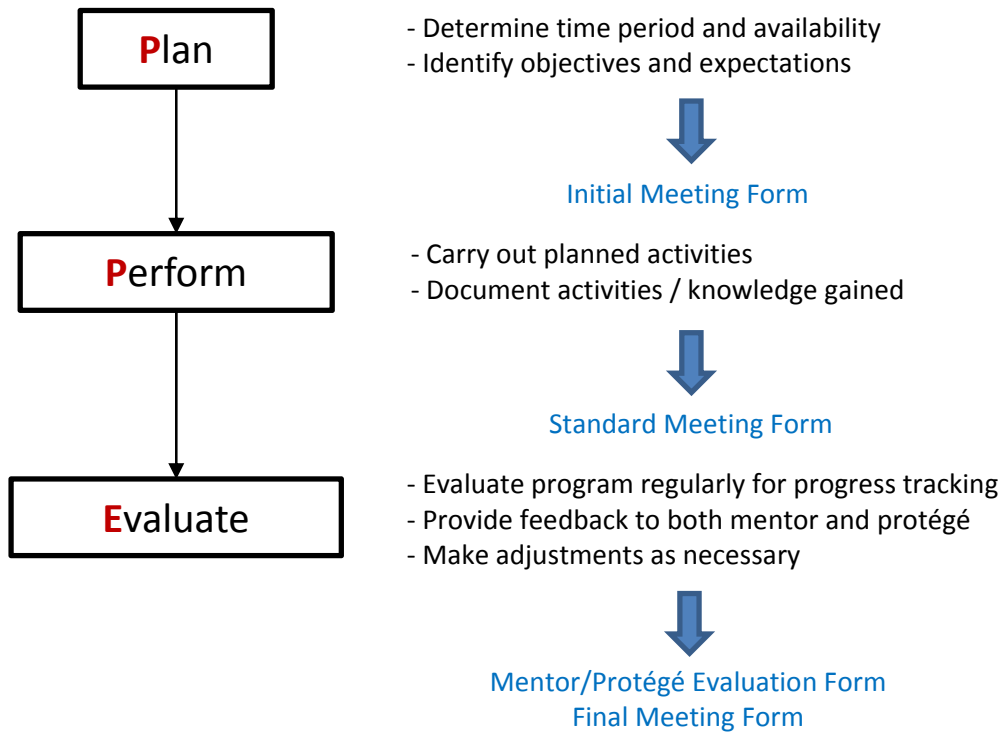 Plan
- Determine time period and availability
- Identify objectives and expectations
Initial Meeting Form
Perform
- Carry out planned activities
- Document activities / knowledge gained
Standard Meeting Form
Evaluate
- Evaluate program regularly for progress tracking
- Provide feedback to both mentor and protégé
- Make adjustments as necessary
Mentor/Protégé Evaluation Form
Final Meeting Form